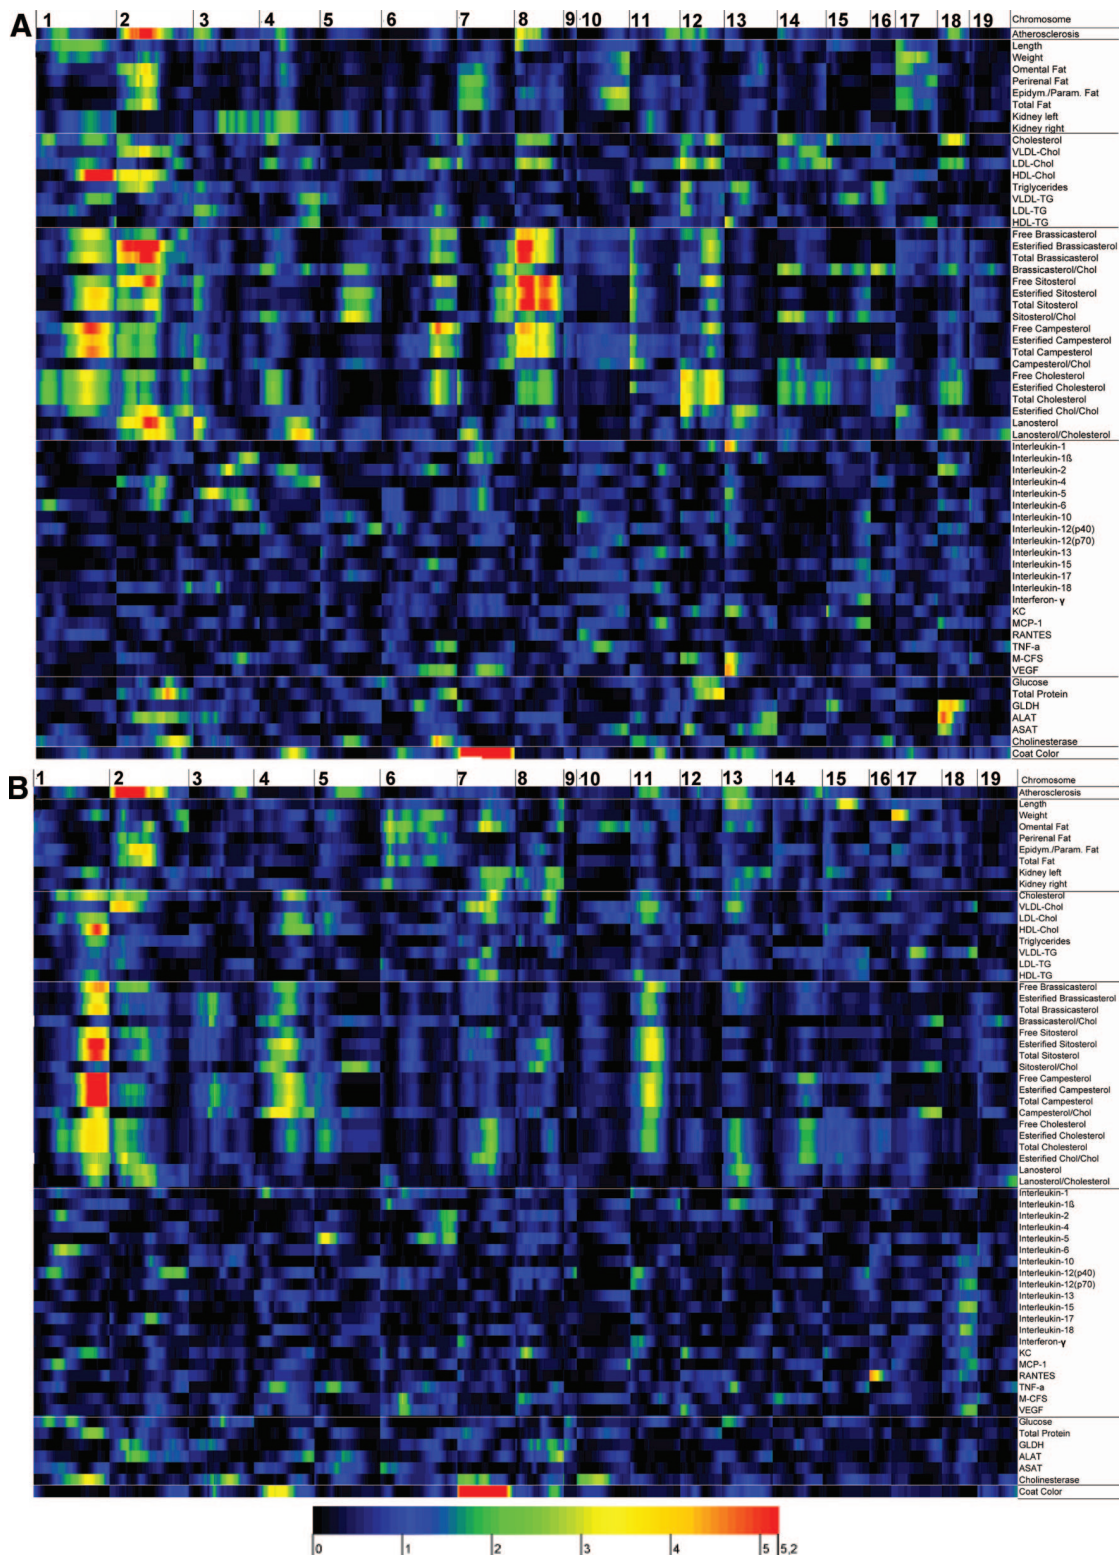 A
1 2 3 4 5 6 7 8 9 10 11 12 13 14 15 16 17 18 19 Chromosome
Atherosclerosis
Length
Weight
Omental Fat
Perirenal Fat
Epidym./Param. Fat
Total Fat
Kidney left
Kidney right
Cholesterol
VLDL-Chol
LDL-Chol
HDL-Chol
Triglycerides
VLDL-TG
LDL-TG
HDL-TG
Free Brassicasterol
Esterified Brassicasterol
Total Brassicasterol
Brassicasterol/Chol
Free Sitosterol
Esterified Sitosterol
Total Sitosterol
Sitosterol/Chol
Free Campesterol
Esterified Campesterol
Total Campesterol
Campesterol/Chol
Free Cholesterol
Esterified Cholesterol
Total Cholesterol
Esterified Chol/Chol
Lanosterol
Lanosterol/Cholesterol
Interleukin-1
Interleukin-1ß
Interleukin-2
Interleukin-4
Interleukin-5
Interleukin-6
Interleukin-10
Interleukin-12(p40)
Interleukin-12(p70)
Interleukin-13
Interleukin-15
Interleukin-17
Interleukin-18
Interferon-γ
KC
MCP-1
RANTES
TNF-a
M-CFS
VEGF
Glucose
Total Protein
GLDH
ALAT
ASAT
Cholinesterase
Coat Color
B
1 2 3 4 5 6 7 8 9 10 11 12 13 14 15 16 17 18 19 Chromosome
Atherosclerosis
Length
Weight
Omental Fat
Perirenal Fat
Epidym./Param. Fat
Total Fat
Kidney left
Kidney right
Cholesterol
VLDL-Chol
LDL-Chol
HDL-Chol
Triglycerides
VLDL-TG
LDL-TG
HDL-TG
Free Brassicasterol
Esterified Brassicasterol
Total Brassicasterol
Brassicasterol/Chol
Free Sitosterol
Esterified Sitosterol
Total Sitosterol
Sitosterol/Chol
Free Campesterol
Esterified Campesterol
Total Campesterol
Campesterol/Chol
Free Cholesterol
Esterified Cholesterol
Total Cholesterol
Esterified Chol/Chol
Lanosterol
Lanosterol/Cholesterol
Interleukin-1
Interleukin-1ß
Interleukin-2
Interleukin-4
Interleukin-5
Interleukin-6
Interleukin-10
Interleukin-12(p40)
Interleukin-12(p70)
Interleukin-13
Interleukin-15
Interleukin-17
Interleukin-18
Interferon-γ
KC
MCP-1
RANTES
TNF-a
M-CFS
VEGF
Glucose
Total Protein
GLDH
ALAT
ASAT
Cholinesterase
Coat Color
0 1 2 3 4 5 5,2